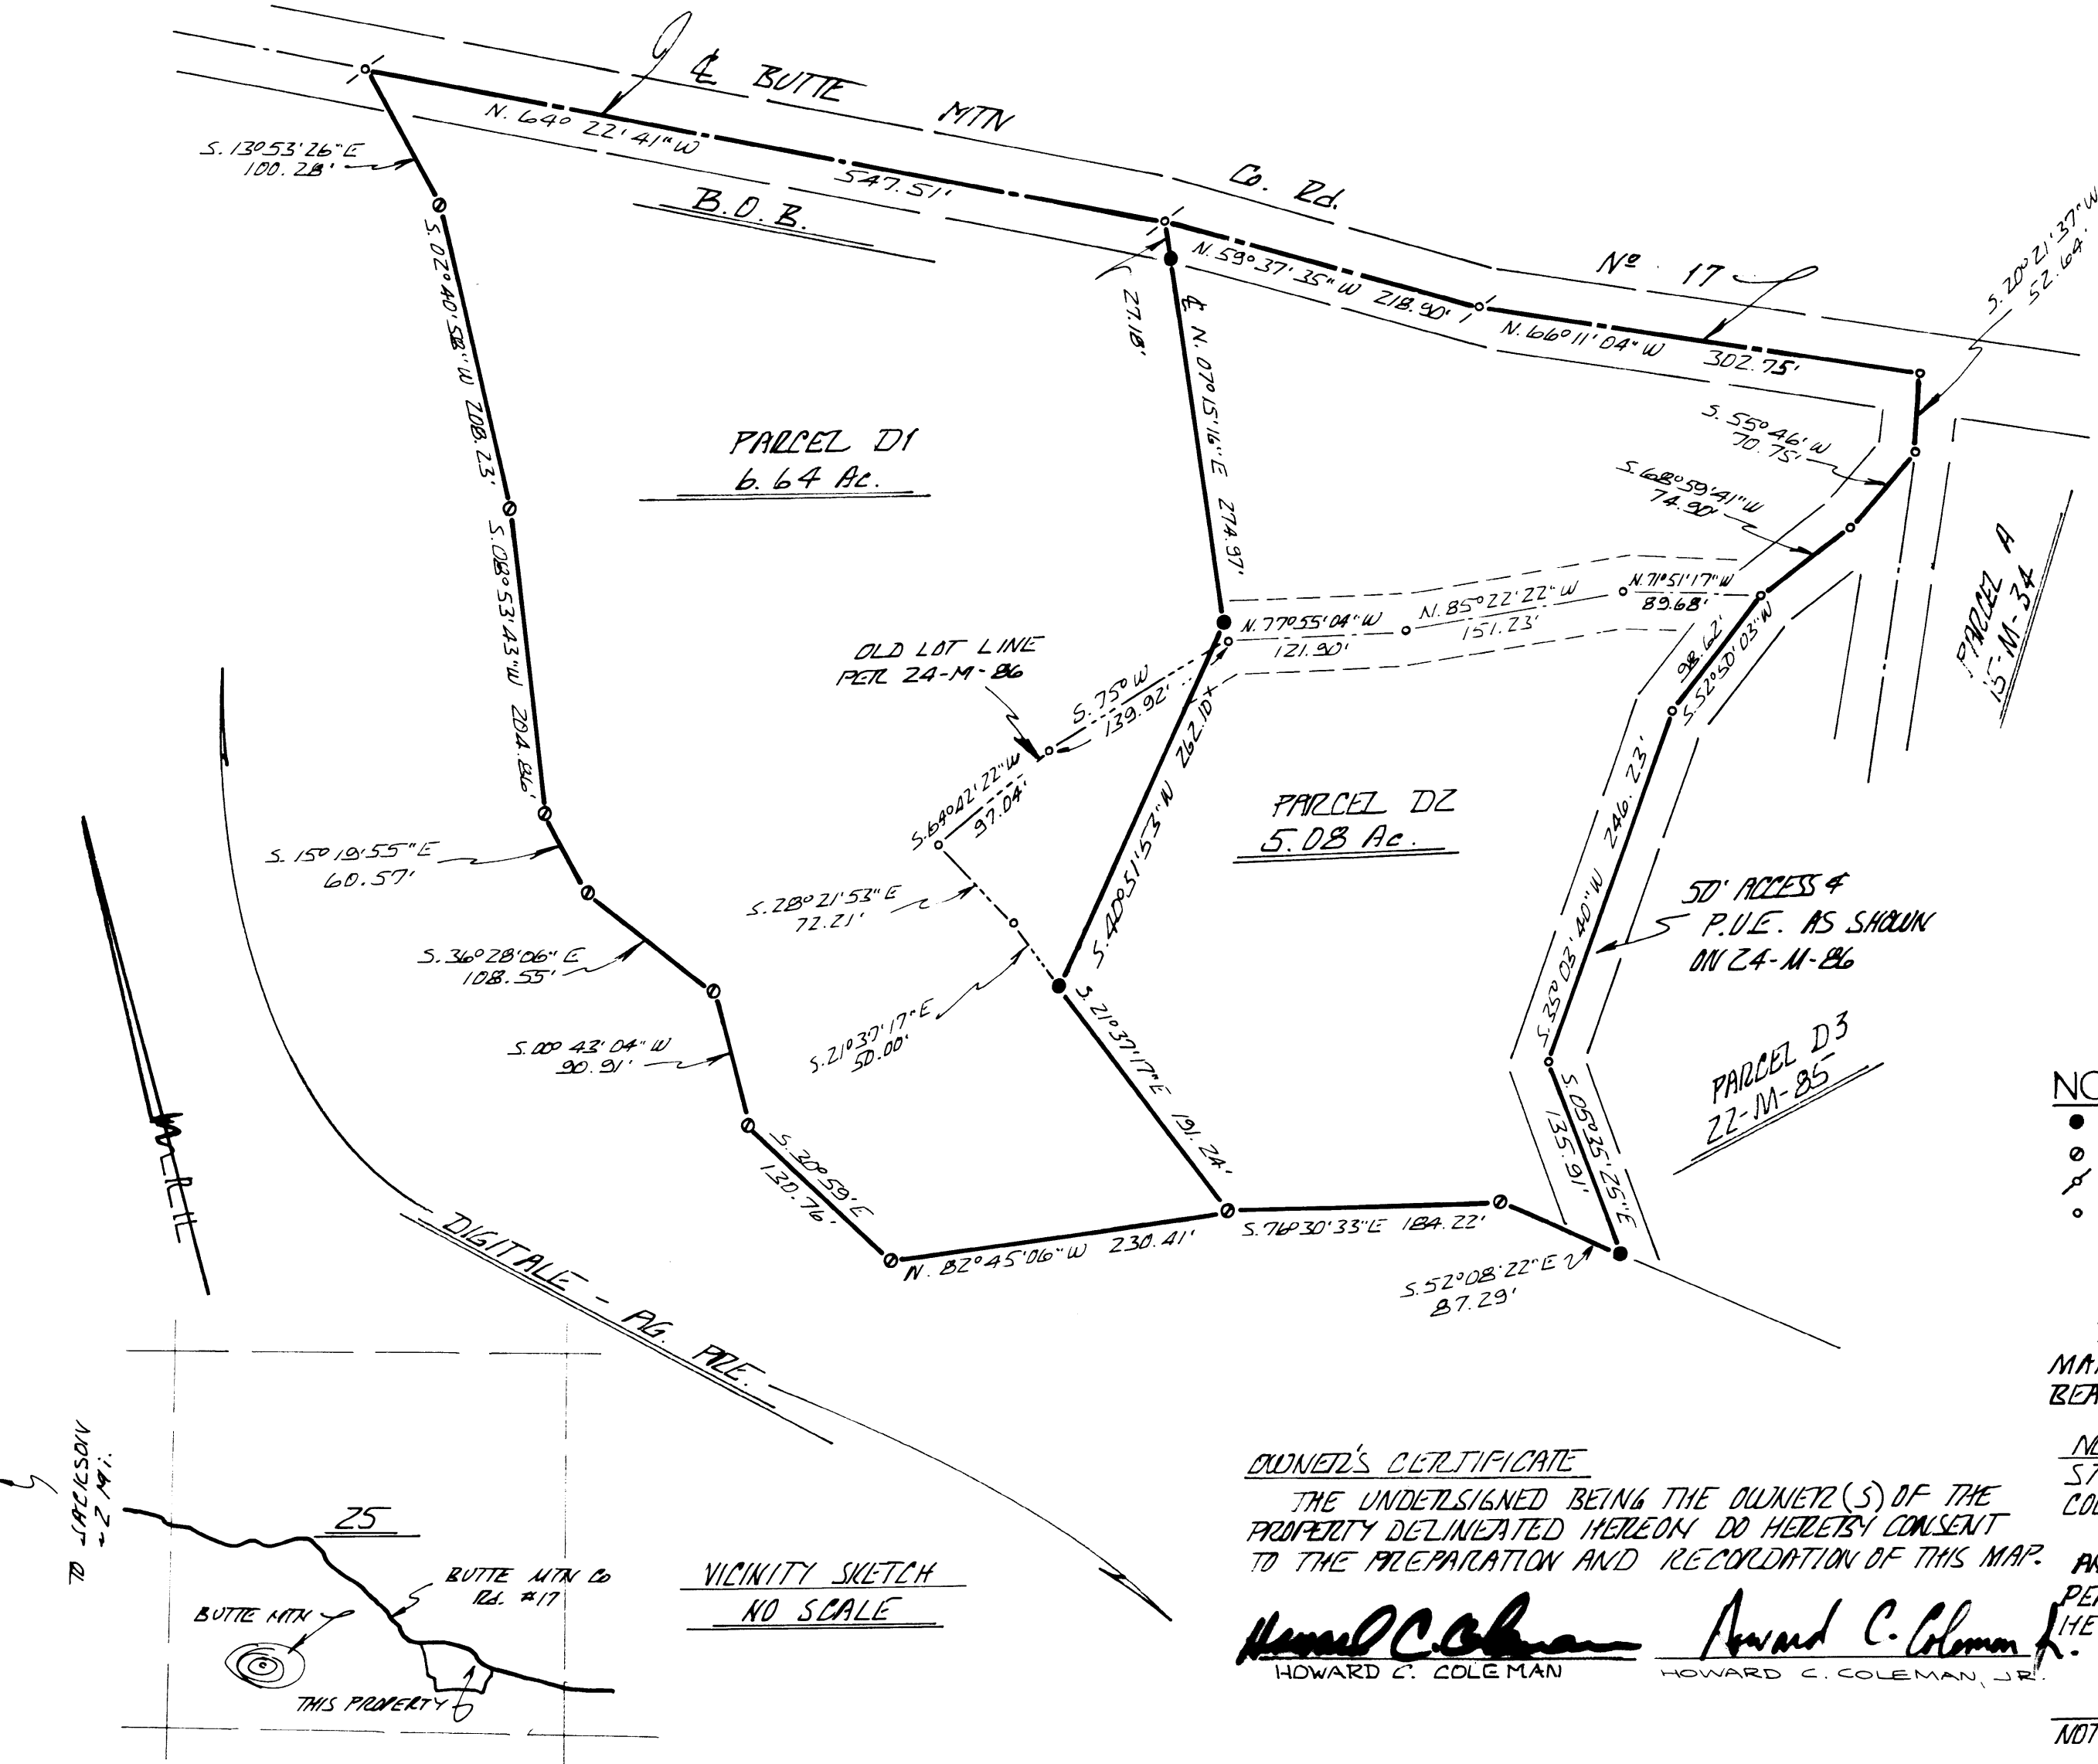 ℄ BUTTE MTN Co. Rd. Nº 17
N. 64° 22' 41" W
547.51'
B.O.B.
S. 13° 53' 26" E
100.28'
S. 02° 40' 58" W 208.23'
S. 08° 53' 43" W 204.86'
27.18'
N. 59° 37' 35" W 218.90'
N. 66° 11' 04" W 302.75'
S. 20° 21' 37" W
52.64'
S. 55° 46' W
70.75'
S. 68° 59' 41" W
74.90'
℄ N. 07° 15' 16" E 274.97'
PARCEL D1
6.64 Ac.
PARCEL A
15-M-34
N. 71° 51' 17" W
89.68'
N. 85° 22' 22" W
151.23'
N. 77° 55' 04" W
121.90'
98.62'
S. 52° 50' 03" W
OLD LOT LINE
PER 24-M-86
S. 75° W
139.92'
S. 64° 42' 22" W
97.04'
S. 40° 51' 53" W 262.10
PARCEL D2
5.08 Ac.
S. 35° 03' 40" W 246.23'
50' ACCESS &
P.U.E. AS SHOWN
ON 24-M-86
S. 15° 19' 55" E
60.57'
S. 28° 21' 53" E
72.21'
S. 36° 28' 06" E
108.55'
S. 21° 37' 17" E
50.00'
S. 21° 37' 17" E 191.24'
S. 00° 43' 04" W
90.91'
PARCEL D3
22-M-85
S. 05° 35' 25" E
135.91'
S. 30° 59' E
130.76'
N. 82° 45' 06" W 230.41'
S. 76° 30' 33" E 184.22'
S. 52° 08' 22" E
87.29'
DIGITALE - AG. PRE.
TO JACKSON
~2 Mi.
25
BUTTE MTN Co
Rd. #17
BUTTE MTN
THIS PROPERTY
VICINITY SKETCH
NO SCALE
OWNER'S CERTIFICATE
THE UNDERSIGNED BEING THE OWNER(S) OF THE
PROPERTY DELINEATED HEREON DO HEREBY CONSENT
TO THE PREPARATION AND RECORDATION OF THIS MAP.
Howard C. Coleman
Howard C. Coleman Jr.
HOWARD C. COLEMAN
HOWARD C. COLEMAN, JR.